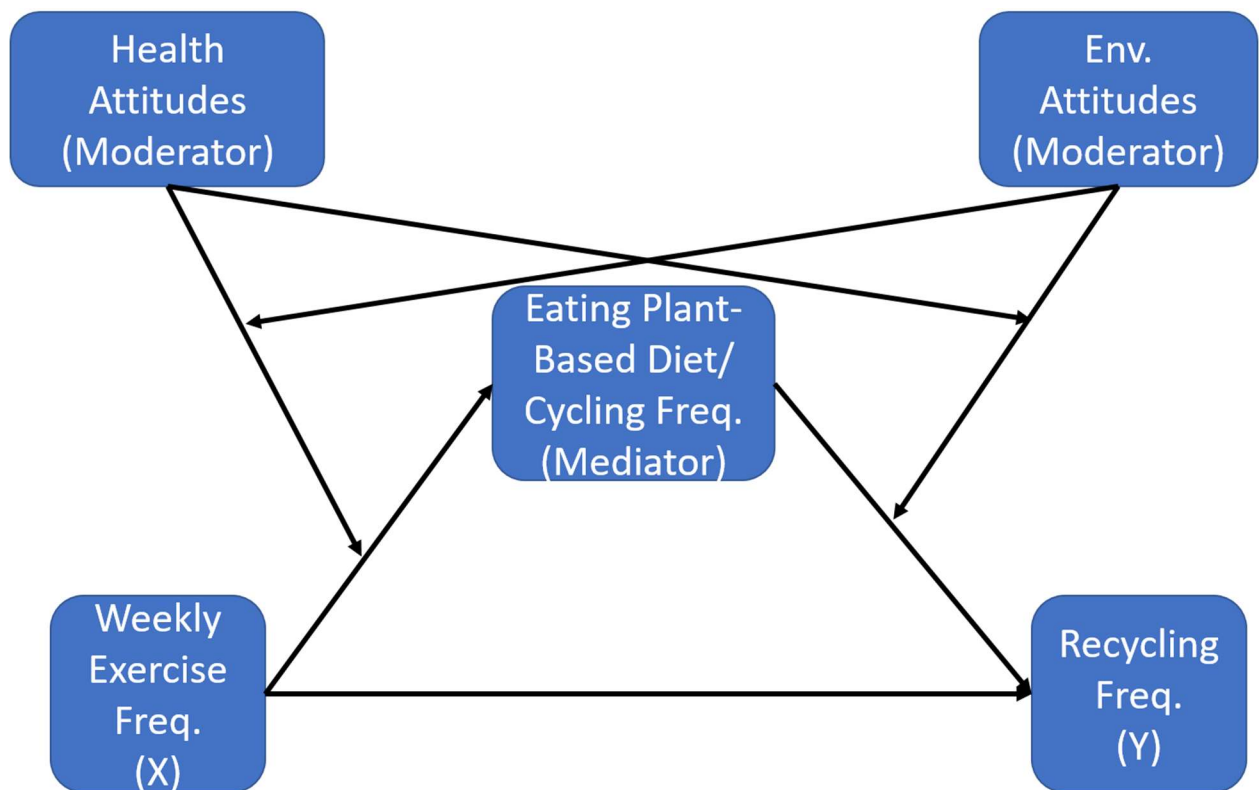 Health
Attitudes
(Moderator)
Env.
Attitudes
(Moderator)
Eating Plant-
Based Diet/
Cycling Freq.
(Mediator)
Weekly
Exercise
Freq.
(X)
Recycling
Freq.
(Y)